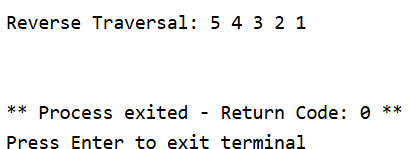 Reverse Traversal: 5 4 3 2 1
** Process exited - Return Code: 0 **
Press Enter to exit terminal